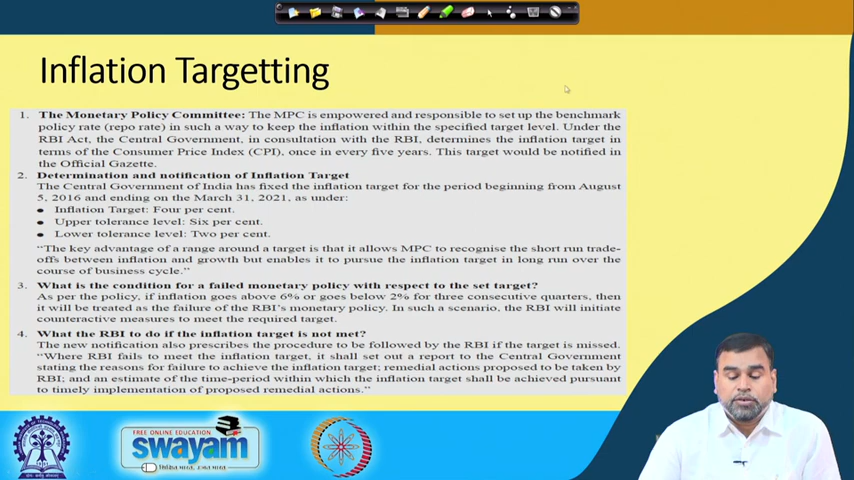 Inflation Targetting
1. The Monetary Policy Committee: The MPC is empowered and responsible to set up the benchmark
policy rate (repo rate) in such a way to keep the inflation within the specified target level. Under the
RBI Act, the Central Government, in consultation with the RBI, determines the inflation target in
terms of the Consumer Price Index (CPI), once in every five years. This target would be notified in
the Official Gazette.
2. Determination and notification of Inflation Target
The Central Government of India has fixed the inflation target for the period beginning from August
5, 2016 and ending on the March 31, 2021, as under:
● Inflation Target: Four per cent.
● Upper tolerance level: Six per cent.
● Lower tolerance level: Two per cent.
“The key advantage of a range around a target is that it allows MPC to recognise the short run trade-
offs between inflation and growth but enables it to pursue the inflation target in long run over the
course of business cycle.”
3. What is the condition for a failed monetary policy with respect to the set target?
As per the policy, if inflation goes above 6% or goes below 2% for three consecutive quarters, then
it will be treated as the failure of the RBI’s monetary policy. In such a scenario, the RBI will initiate
counteractive measures to meet the required target.
4. What the RBI to do if the inflation target is not met?
The new notification also prescribes the procedure to be followed by the RBI if the target is missed.
“Where RBI fails to meet the inflation target, it shall set out a report to the Central Government
stating the reasons for failure to achieve the inflation target; remedial actions proposed to be taken by
RBI; and an estimate of the time-period within which the inflation target shall be achieved pursuant
to timely implementation of proposed remedial actions.”
FREE ONLINE EDUCATION
swayam